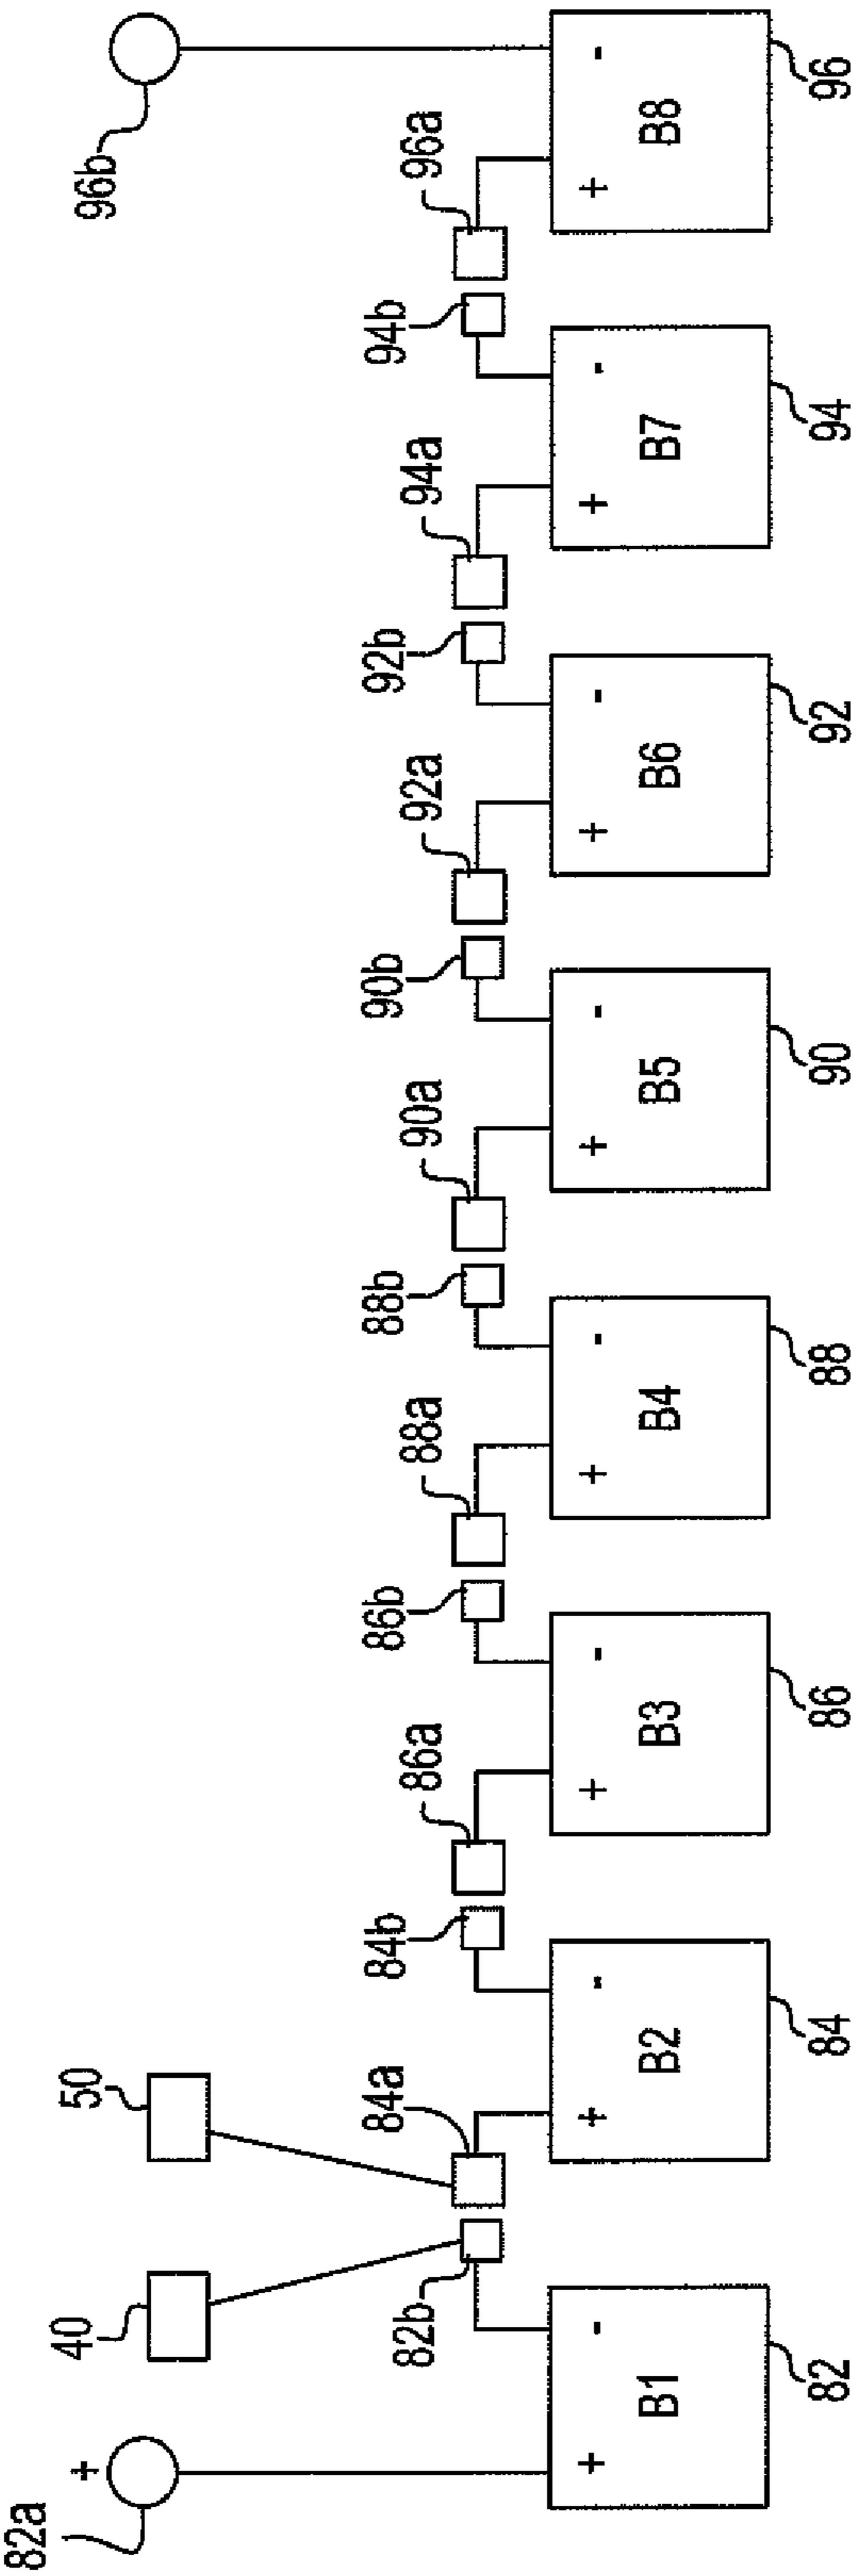 82a
+
40
50
96b
82b
84a
84b
86a
86b
88a
88b
90a
90b
92a
92b
94a
94b
96a
+ -
B1
+ -
B2
+ -
B3
+ -
B4
+ -
B5
+ -
B6
+ -
B7
+ -
B8
82
84
86
88
90
92
94
96